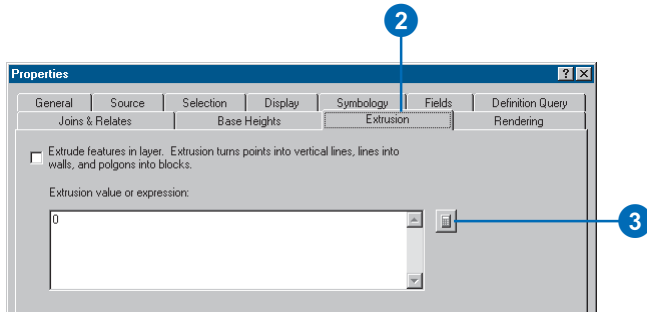 2
Properties
General Source Selection Display Symbology Fields Definition Query
Joins & Relates Base Heights Extrusion Rendering
Extrude features in layer. Extrusion turns points into vertical lines, lines into
walls, and polgons into blocks.
Extrusion value or expression:
0
3